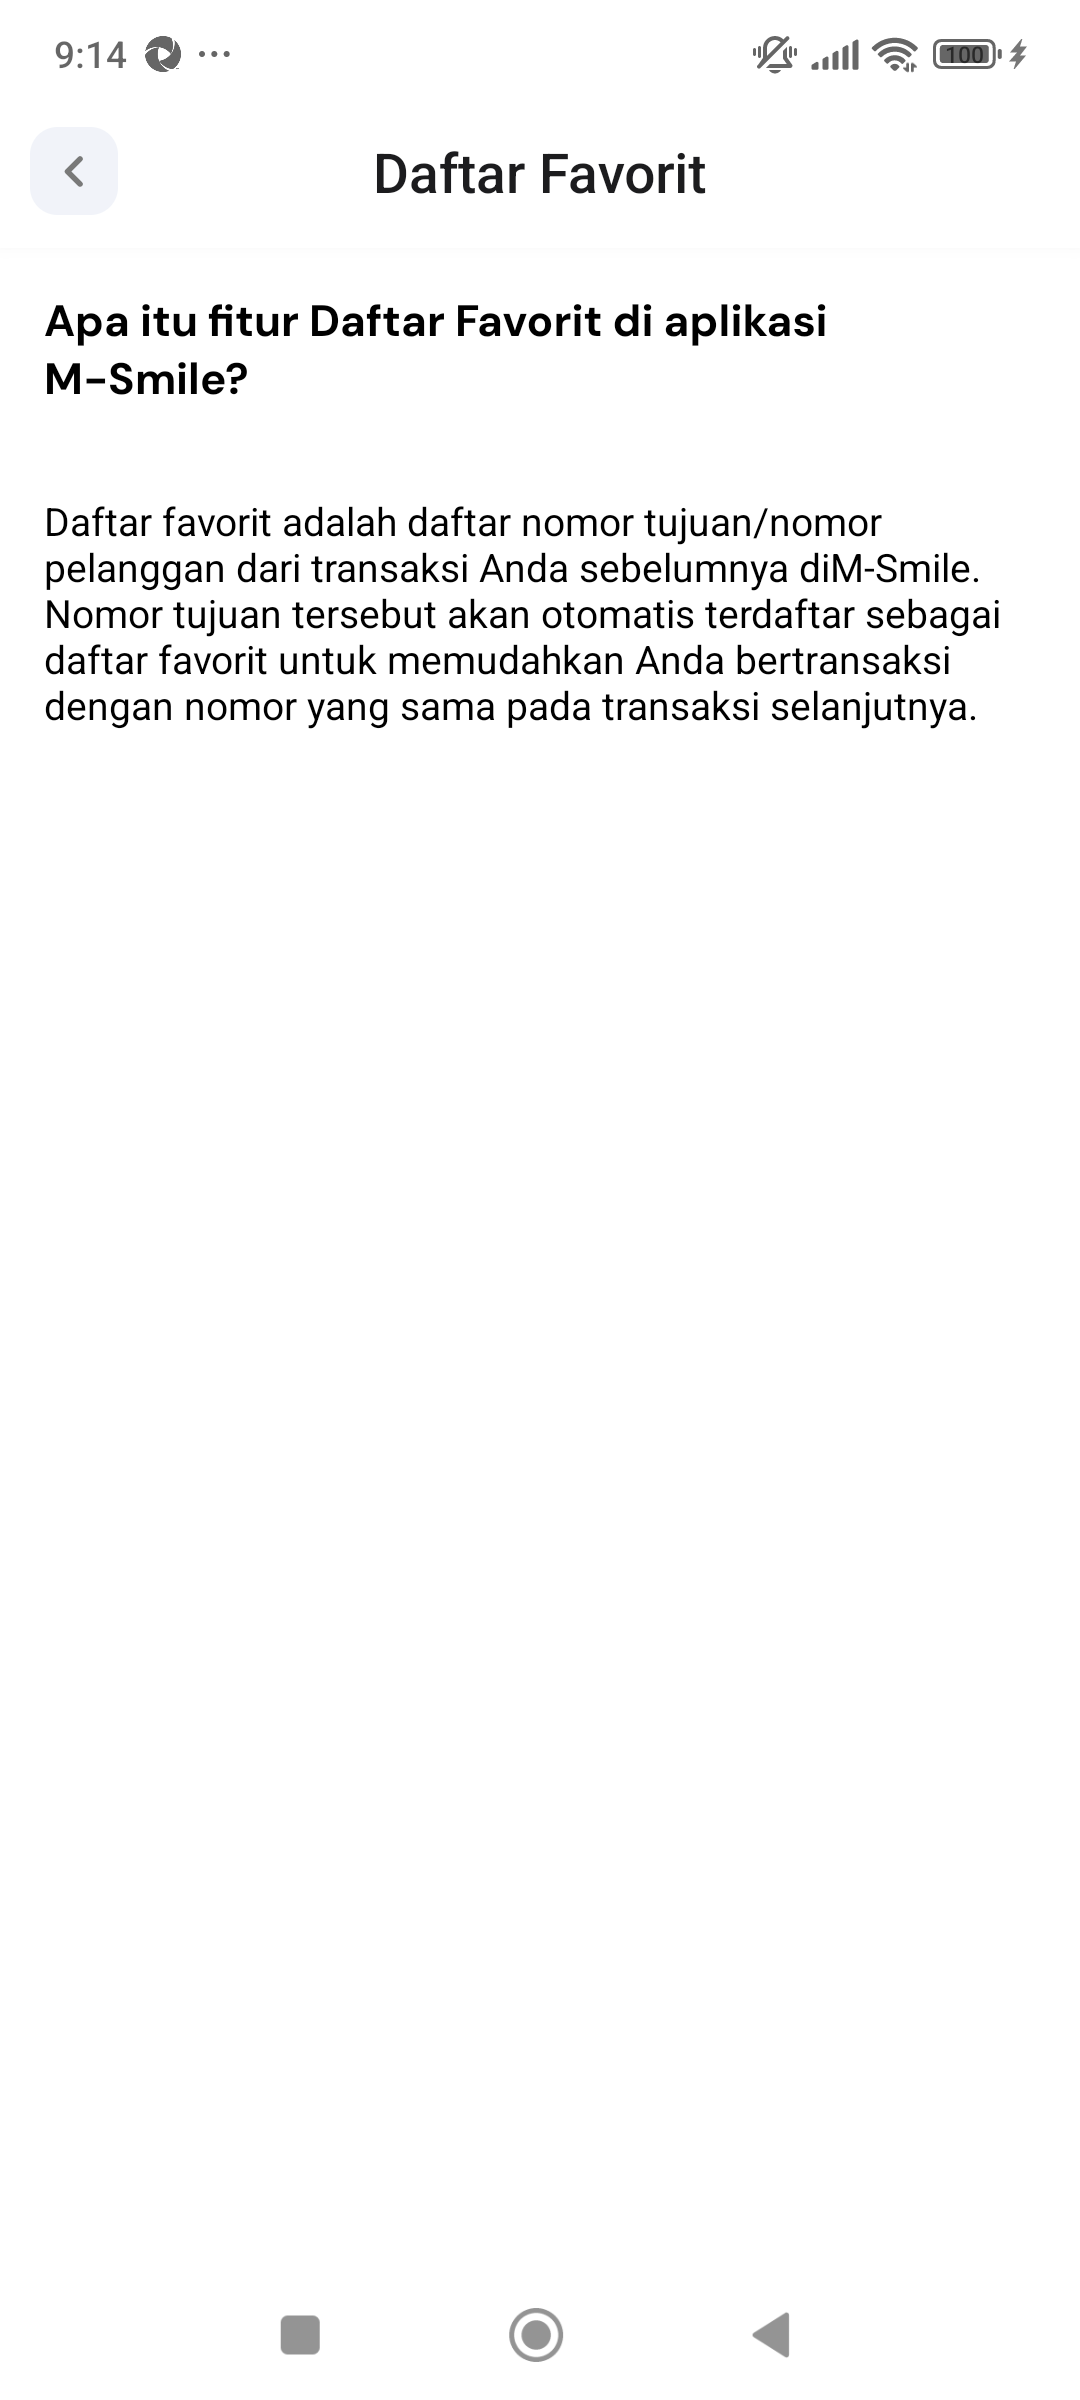 9:14
100
Daftar Favorit
Apa itu fitur Daftar Favorit di aplikasi
M-Smile?
Daftar favorit adalah daftar nomor tujuan/nomor
pelanggan dari transaksi Anda sebelumnya diM-Smile.
Nomor tujuan tersebut akan otomatis terdaftar sebagai
daftar favorit untuk memudahkan Anda bertransaksi
dengan nomor yang sama pada transaksi selanjutnya.